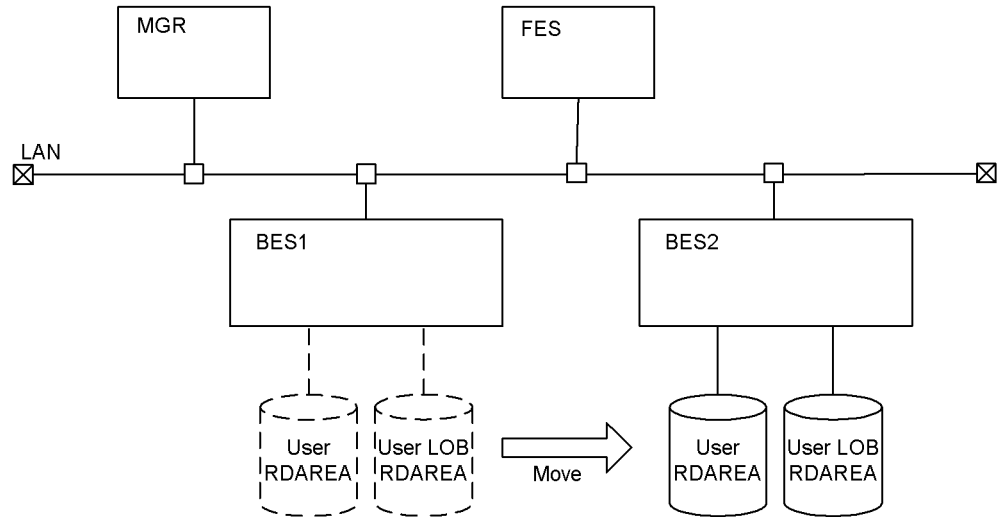 MGR
FES
LAN
BES1
BES2
User
RDAREA
User LOB
RDAREA
Move
User
RDAREA
User LOB
RDAREA